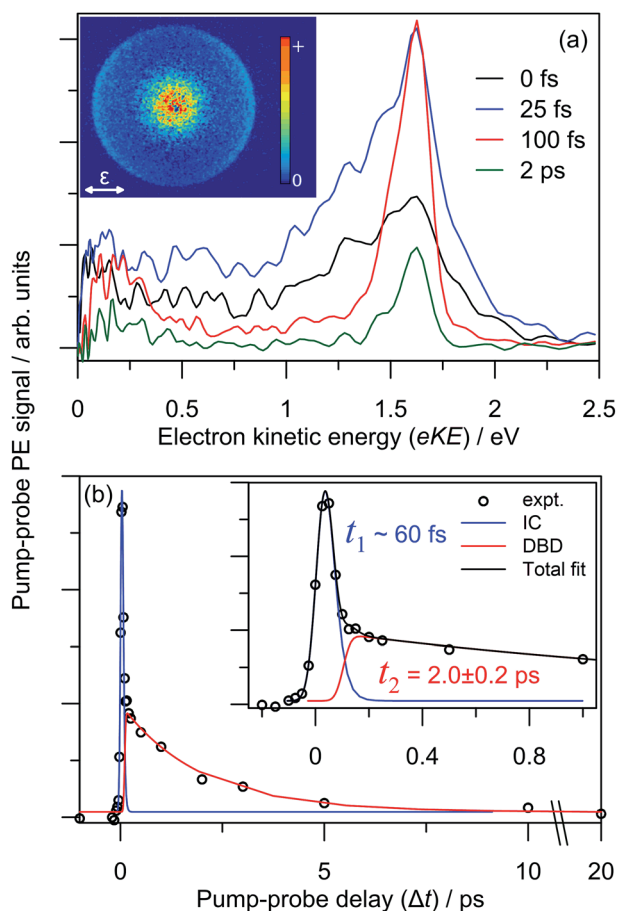 (a)
+
0
ε
0 fs
25 fs
100 fs
2 ps
0 0.5 1 1.5 2 2.5
Electron kinetic energy (eKE) / eV
Pump-probe PE signal / arb. units
(b)
expt.
IC
DBD
Total fit
t₁ ~ 60 fs
t₂ = 2.0±0.2 ps
0 0.4 0.8
0 5 10 20
Pump-probe delay (Δt) / ps